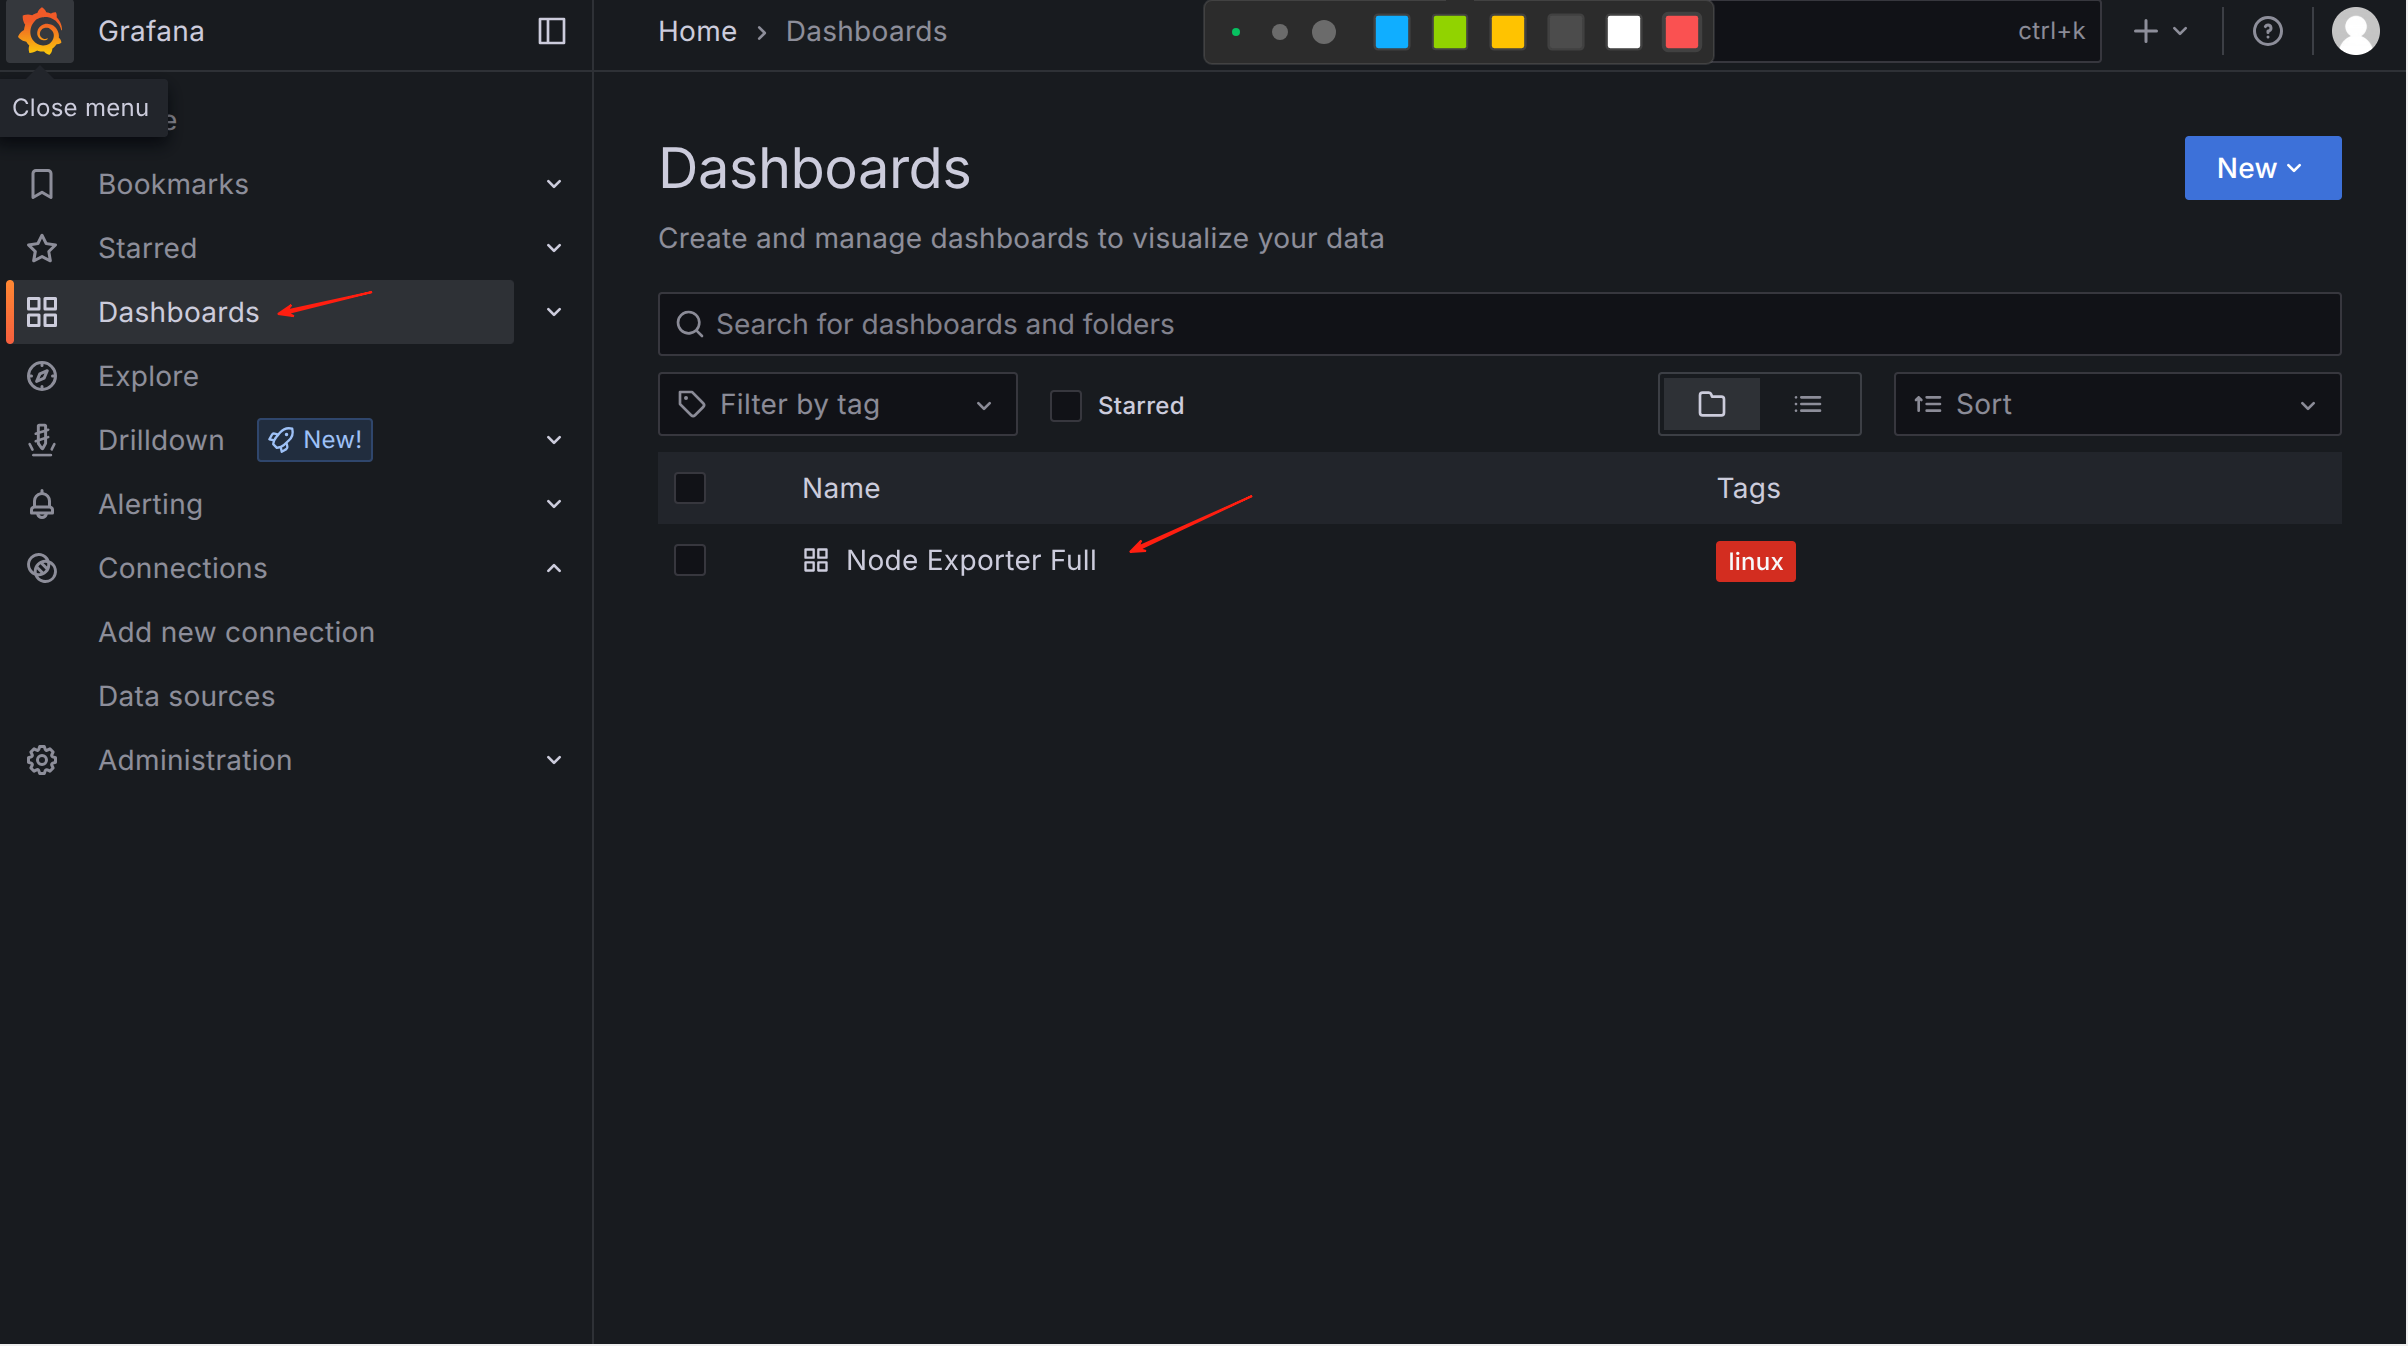 Grafana
Home › Dashboards
ctrl+k
Close menu
Bookmarks
Starred
Dashboards
Explore
Drilldown
New!
Alerting
Connections
Add new connection
Data sources
Administration
Dashboards
New
Create and manage dashboards to visualize your data
Search for dashboards and folders
Filter by tag
Starred
Sort
Name
Tags
Node Exporter Full
linux